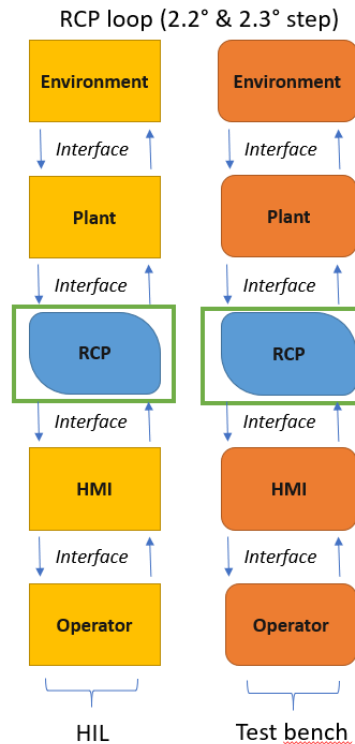 RCP loop (2.2° & 2.3° step)
Environment
Environment
Interface
Interface
Plant
Plant
Interface
Interface
RCP
RCP
Interface
Interface
HMI
HMI
Interface
Interface
Operator
Operator
HIL
Test bench